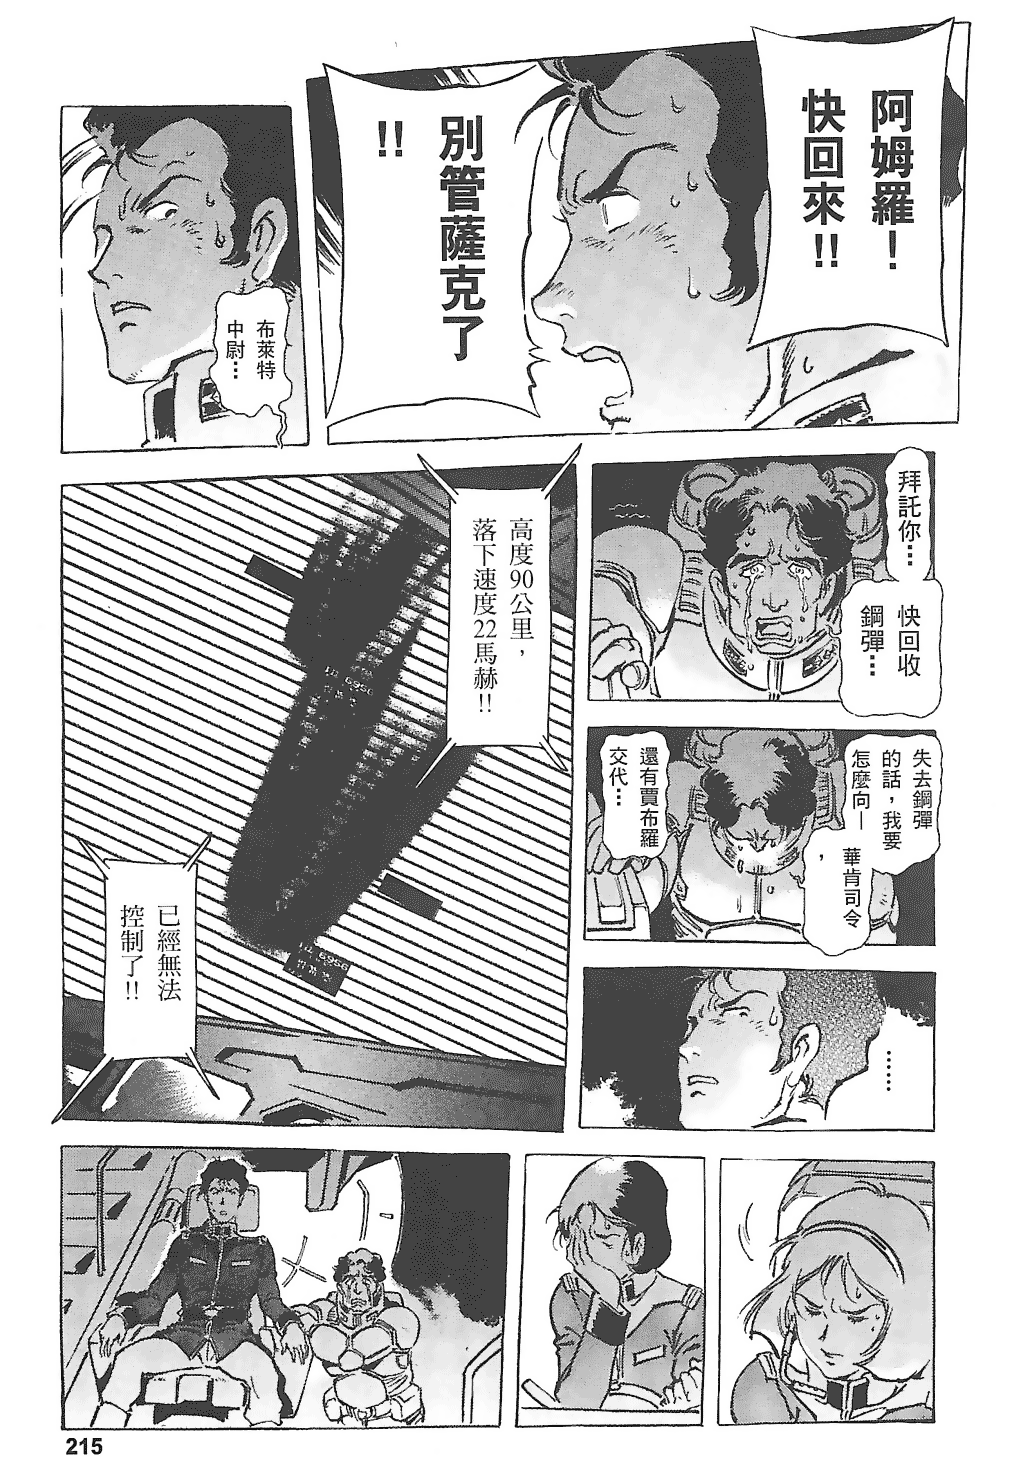 阿姆羅！
快回來!!
別管薩克了
!!
布萊特
中尉…
拜託你…
快回收
鋼彈…
失去鋼彈
的話，我要
怎麼向—
華肯司令
，
還有賈布羅
交代…
……
高度90公里，
落下速度22馬赫!!
已經無法
控制了!!
215